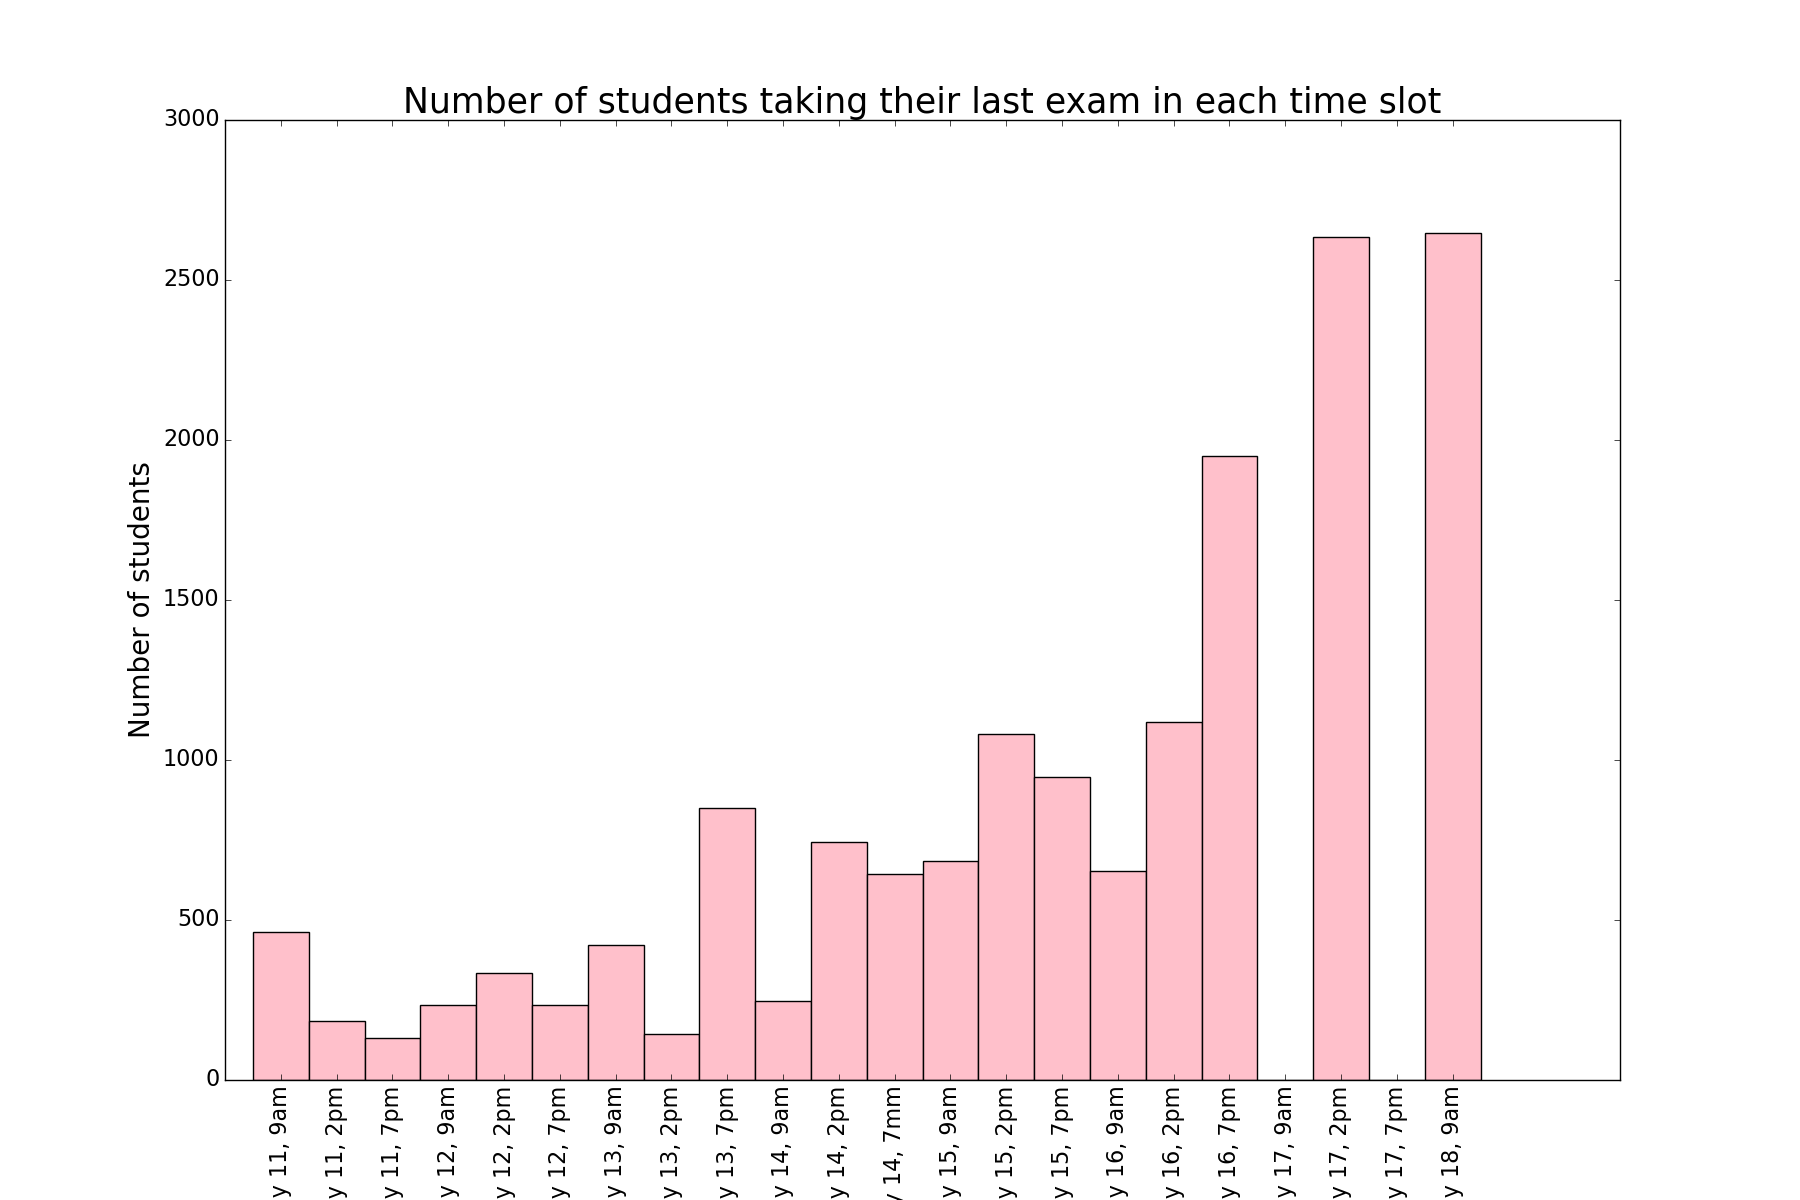 Number of students taking their last exam in each time slot
Number of students
3000
2500
2000
1500
1000
500
0
y 11, 9am
y 11, 2pm
y 11, 7pm
y 12, 9am
y 12, 2pm
y 12, 7pm
y 13, 9am
y 13, 2pm
y 13, 7pm
y 14, 9am
y 14, 2pm
y 14, 7mm
y 15, 9am
y 15, 2pm
y 15, 7pm
y 16, 9am
y 16, 2pm
y 16, 7pm
y 17, 9am
y 17, 2pm
y 17, 7pm
y 18, 9am